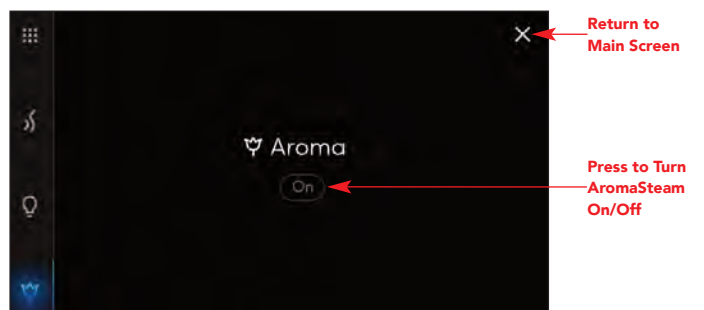 Return to
Main Screen
Aroma
On
Press to Turn
AromaSteam
On/Off